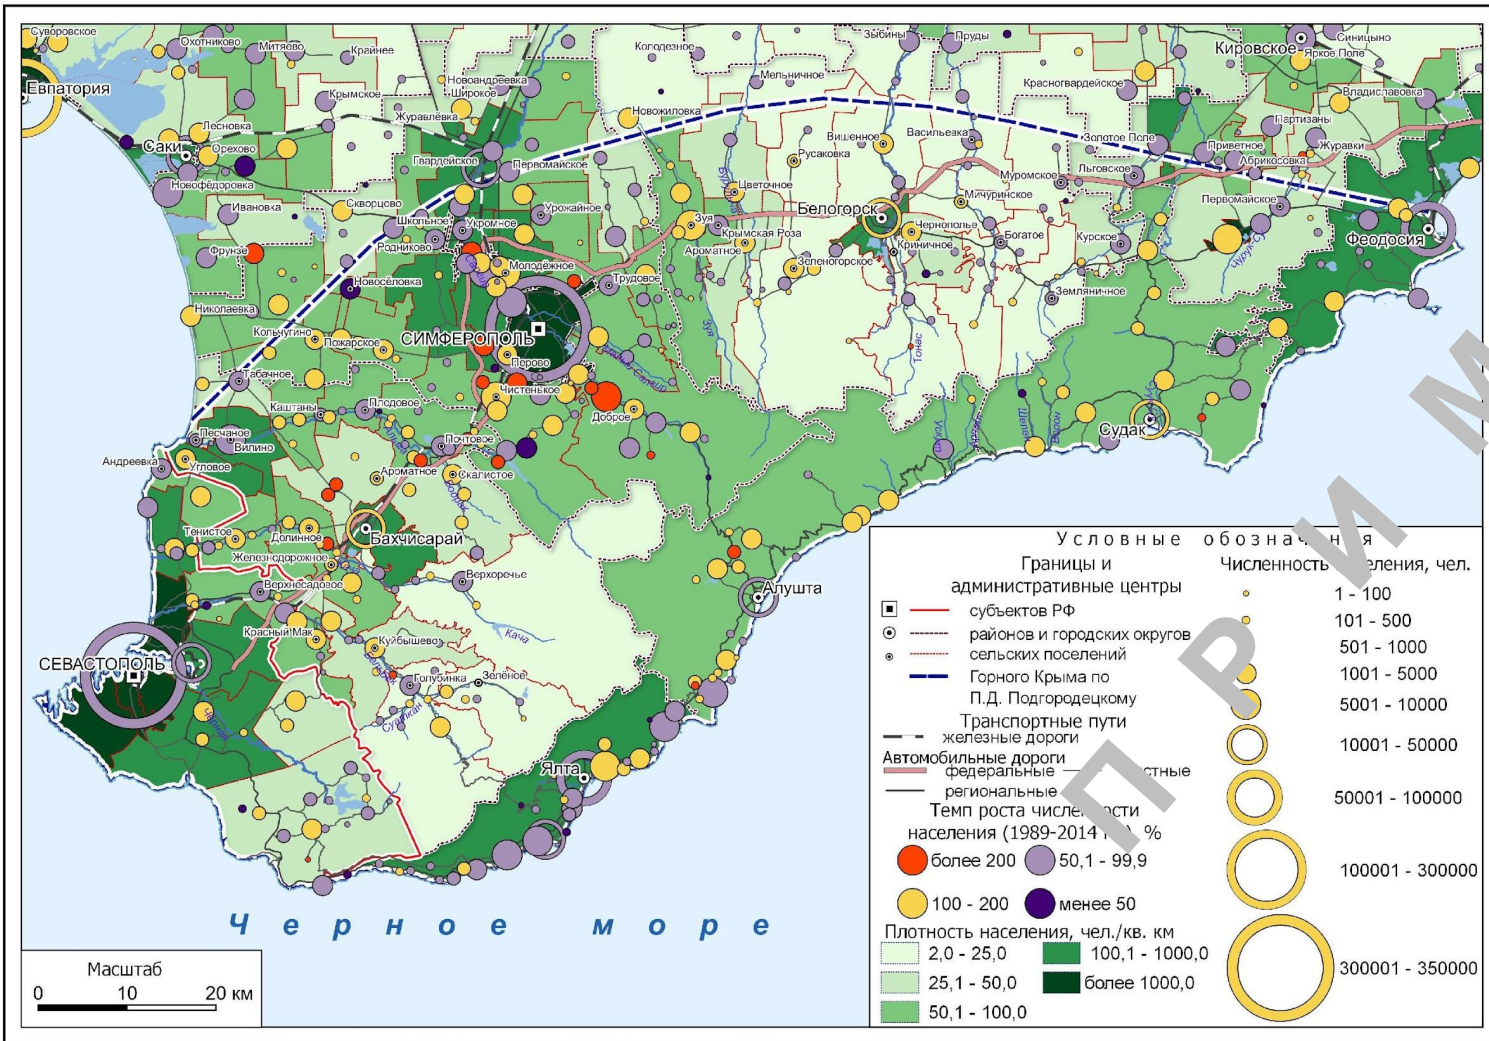 Суворовское
Охотниково
Митяево
Крайнее
Колодезное
Зыбины
Пруды
Кировское
Синицыно
Яркое Поле
Евпатория
Крымское
Новоандреевка
Широкое
Мельничное
Красногвардейское
Владиславовка
Журавлёвка
Новожиловка
Лесновка
Вишенное
Васильевка
Золотое Поле
Партизаны
Саки
Орехово
Гвардейское
Первомайское
Русаковка
Приветное
Журавки
Абрикосовка
Новофёдоровка
Цветочное
Муромское
Льговское
Мичуринское
Ивановка
Скворцово
Школьное
Укромное
Урожайное
Зуя
Белогорск
Первомайское
Родниково
Крымская Роза
Чернополье
Криничное
Богатое
Курское
Феодосия
Фрунзе
Ароматное
Молодёжное
Зеленогорское
Новосёловка
Трудовое
Земляничное
Николаевка
Кольчугино
Пожарское
СИМФЕРОПОЛЬ
Зуя
Тонас
Перово
Табачное
Чистенькое
Каштаны
Плодовое
Доброе
Судак
Песчаное
Вилино
Почтовое
Андреевка
Угловое
Ароматное
Скалистое
Тенистое
Долинное
Бахчисарай
Железнодорожное
Верхоречье
Верхнесадовое
Алушта
Красный Мак
Куйбышево
Кача
СЕВАСТОПОЛЬ
Голубинка
Зелёное
Ялта
Черное море
Масштаб
0 10 20 км
Условные обозначения
Границы и
административные центры
субъектов РФ
районов и городских округов
сельских поселений
Горного Крыма по
П.Д. Подгородецкому
Транспортные пути
железные дороги
Автомобильные дороги
федеральные
региональные
Темп роста численности
населения (1989-2014 %
более 200 50,1 - 99,9
100 - 200 менее 50
Плотность населения, чел./кв. км
2,0 - 25,0 100,1 - 1000,0
25,1 - 50,0 более 1000,0
50,1 - 100,0
Численность населения, чел.
1 - 100
101 - 500
501 - 1000
1001 - 5000
5001 - 10000
10001 - 50000
50001 - 100000
100001 - 300000
300001 - 350000
П Р И М